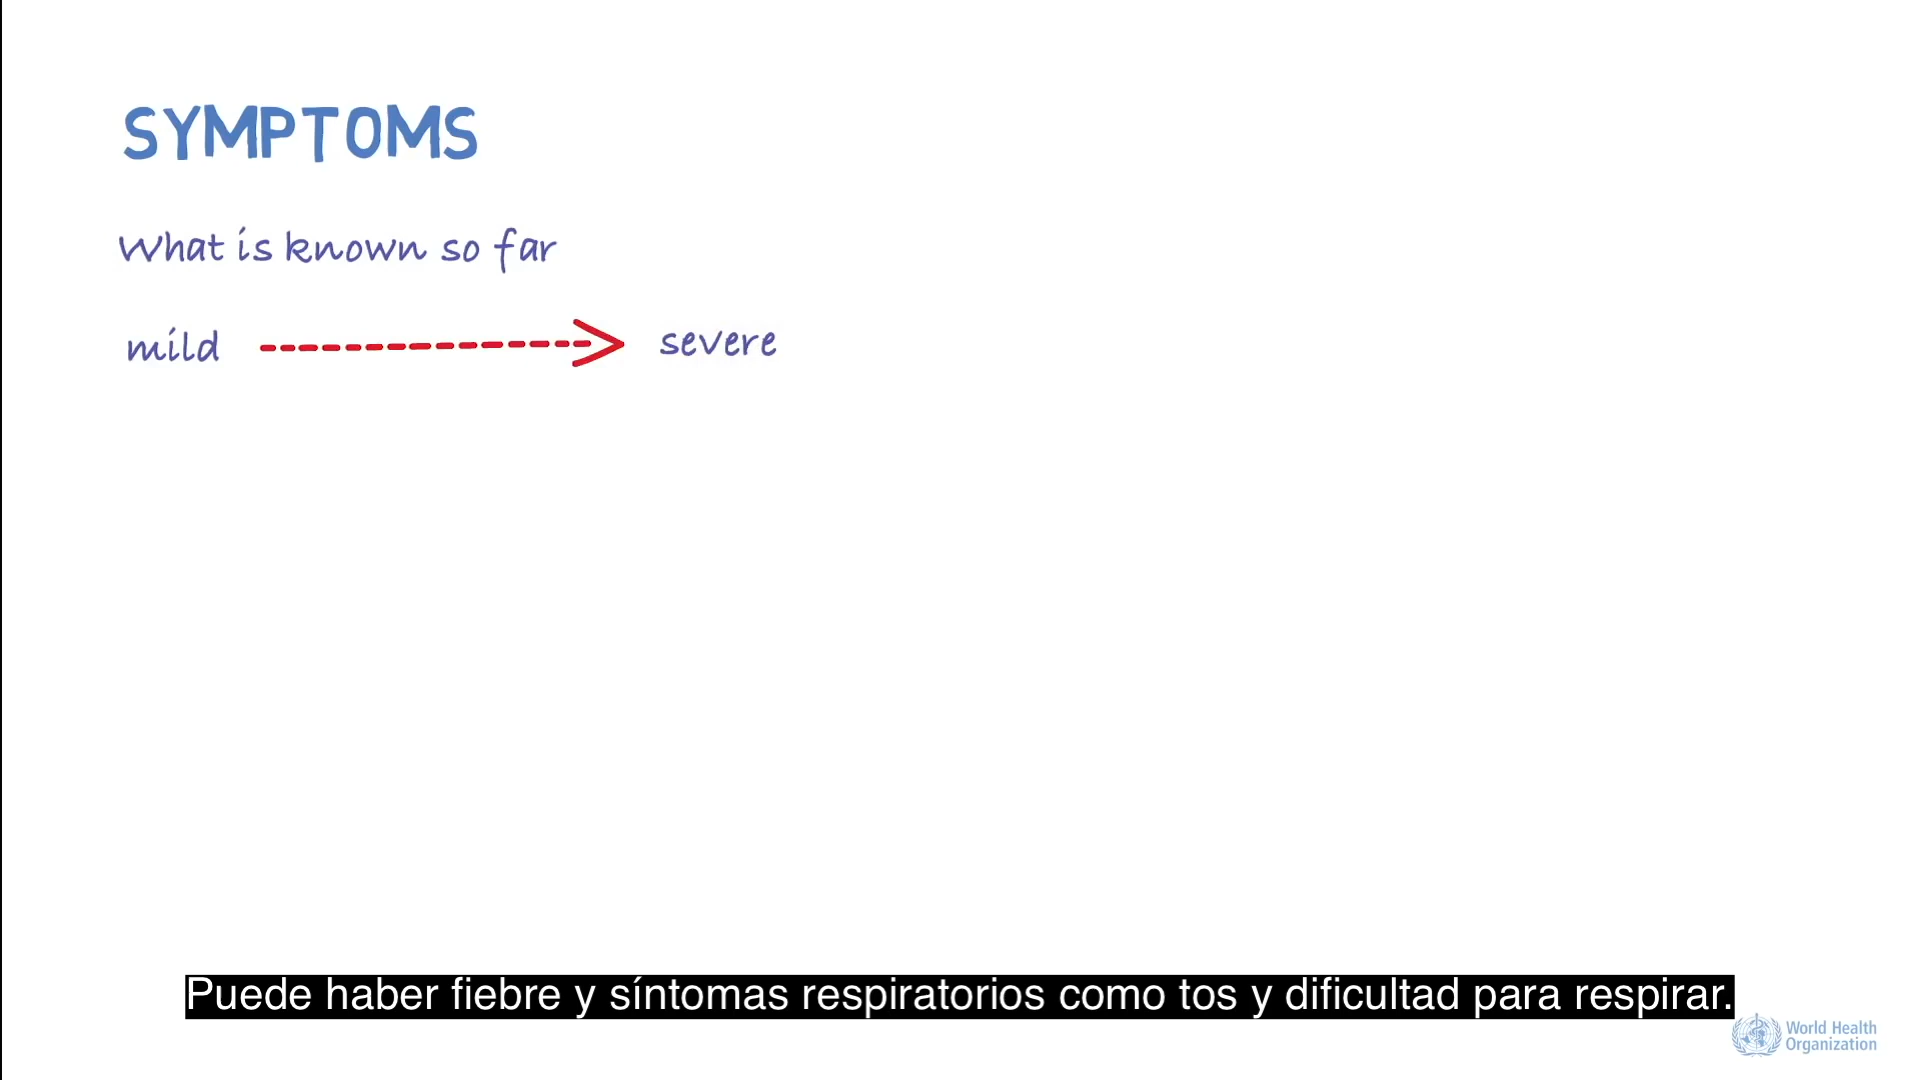 SYMPTOMS
What is known so far
mild severe
Puede haber fiebre y síntomas respiratorios como tos y dificultad para respirar.
World Health
Organization